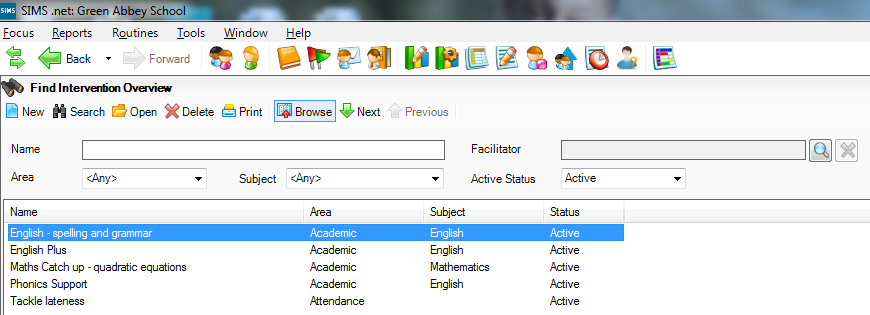 SIMS SIMS .net: Green Abbey School
Focus Reports Routines Tools Window Help
Back Forward
Find Intervention Overview
New Search Open Delete Print Browse Next Previous
Name Facilitator
Area <Any> Subject <Any> Active Status Active
Name Area Subject Status
English - spelling and grammar Academic English Active
English Plus Academic English Active
Maths Catch up - quadratic equations Academic Mathematics Active
Phonics Support Academic English Active
Tackle lateness Attendance Active